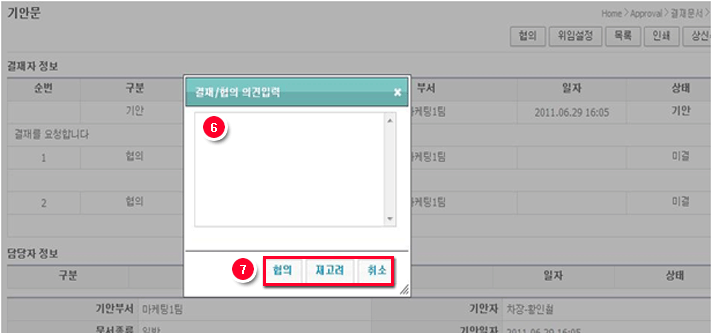 기안문
Home > Approval > 결재문서 >
협의 위임설정 목록 인쇄
결재자 정보
순번 구분 부서 일자 상태
기안 마케팅1팀 2011.06.29 16:05 기안
결재를 요청합니다
1 협의 마케팅1팀 미결
2 협의 마케팅1팀 미결
결재/협의 의견입력
6
7 협의 재고려 취소
담당자 정보
구분 일자 상태
기안부서 마케팅1팀 기안자 차장-황인철
문서종류 일반 기안일자 2011.06.29 16:05